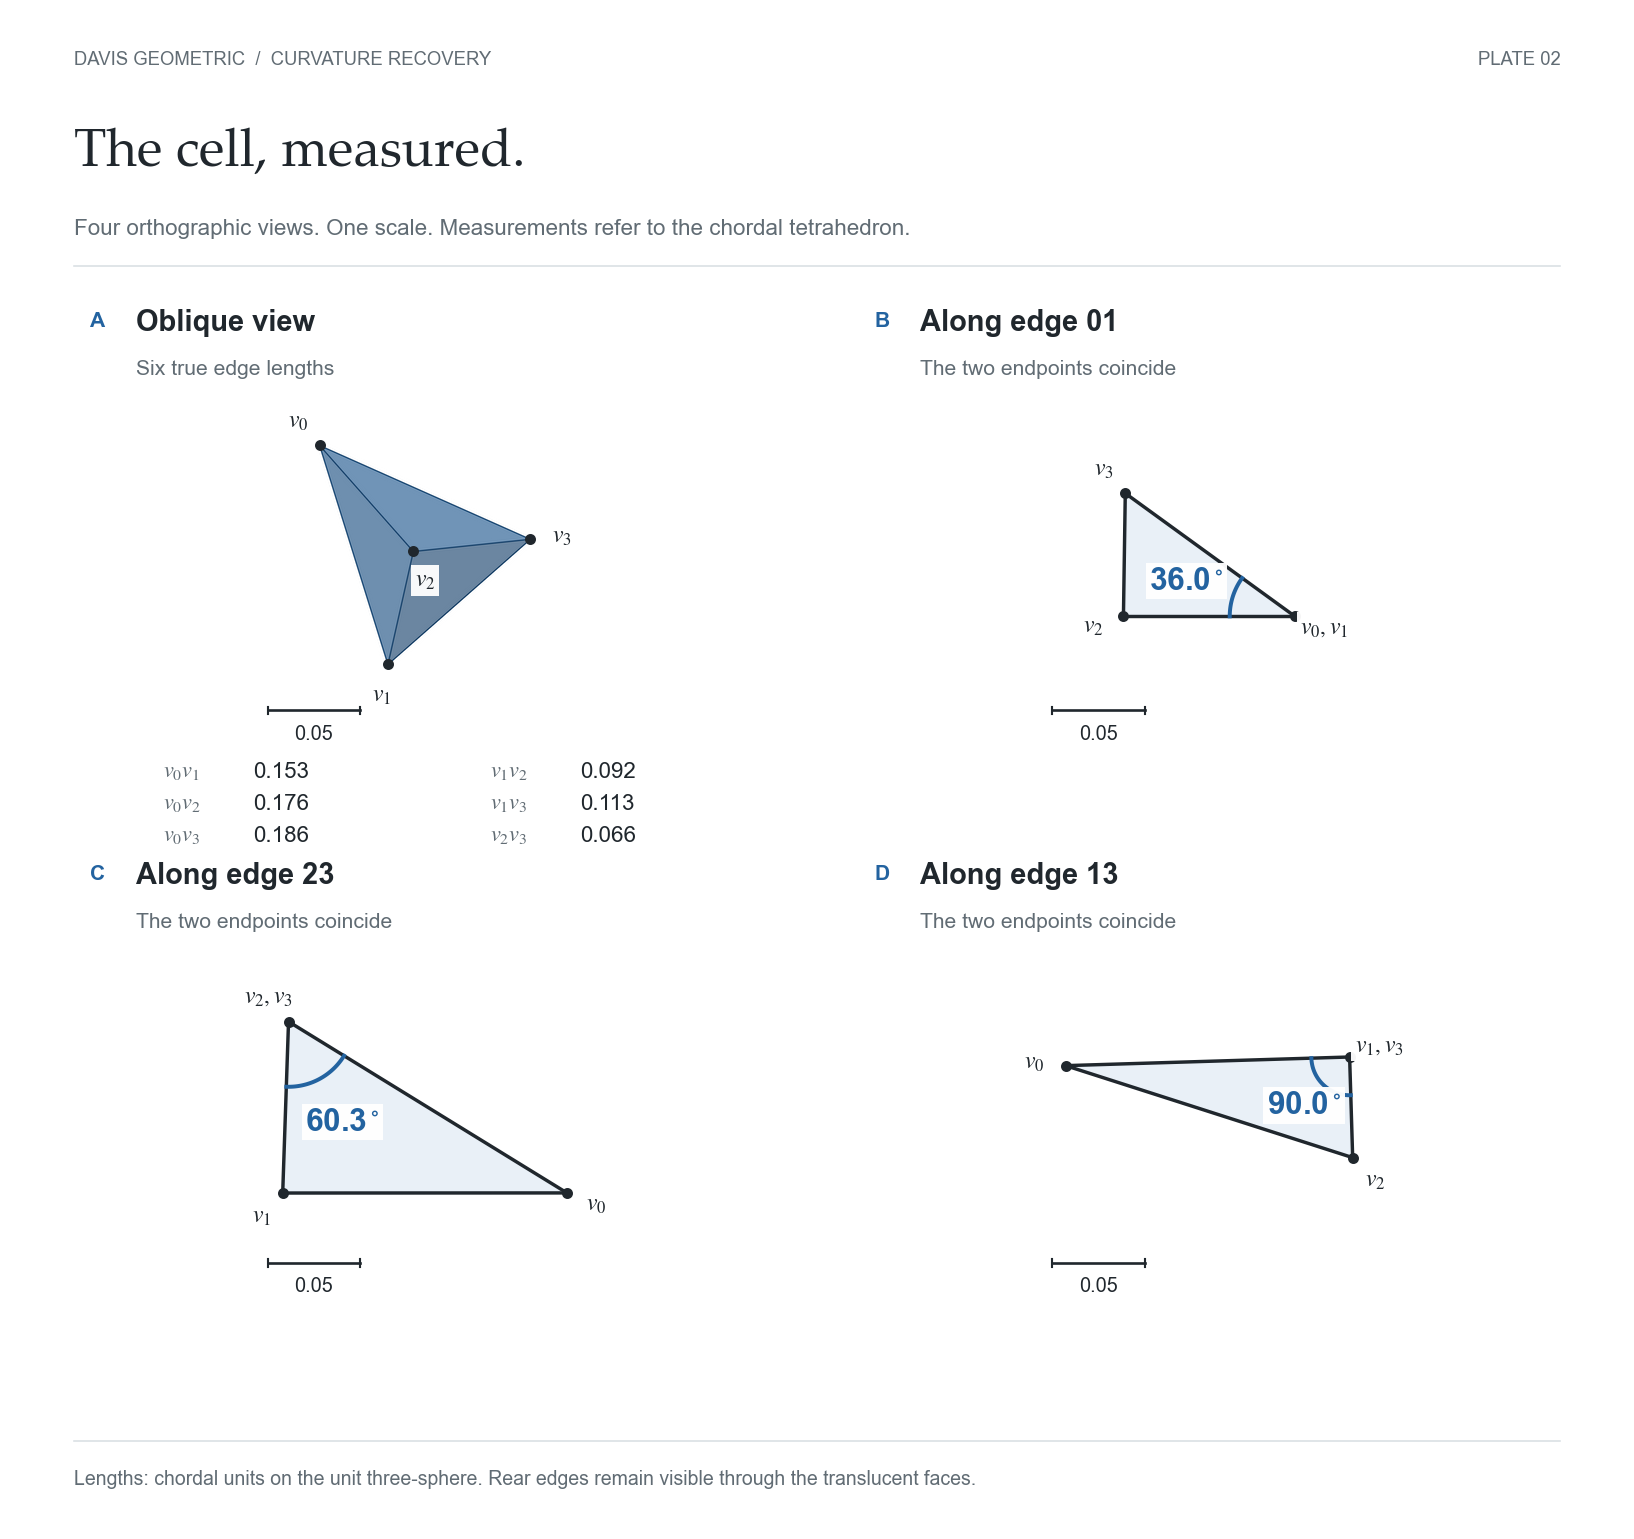 DAVIS GEOMETRIC / CURVATURE RECOVERY
PLATE 02
The cell, measured.
Four orthographic views. One scale. Measurements refer to the chordal tetrahedron.
A Oblique view
Six true edge lengths
v0
v3
v2
v1
0.05
v0v1 0.153 v1v2 0.092
v0v2 0.176 v1v3 0.113
v0v3 0.186 v2v3 0.066
B Along edge 01
The two endpoints coincide
v3
36.0°
v2
v0, v1
0.05
C Along edge 23
The two endpoints coincide
v2, v3
60.3°
v1
v0
0.05
D Along edge 13
The two endpoints coincide
v0
v1, v3
90.0°
v2
0.05
Lengths: chordal units on the unit three-sphere. Rear edges remain visible through the translucent faces.